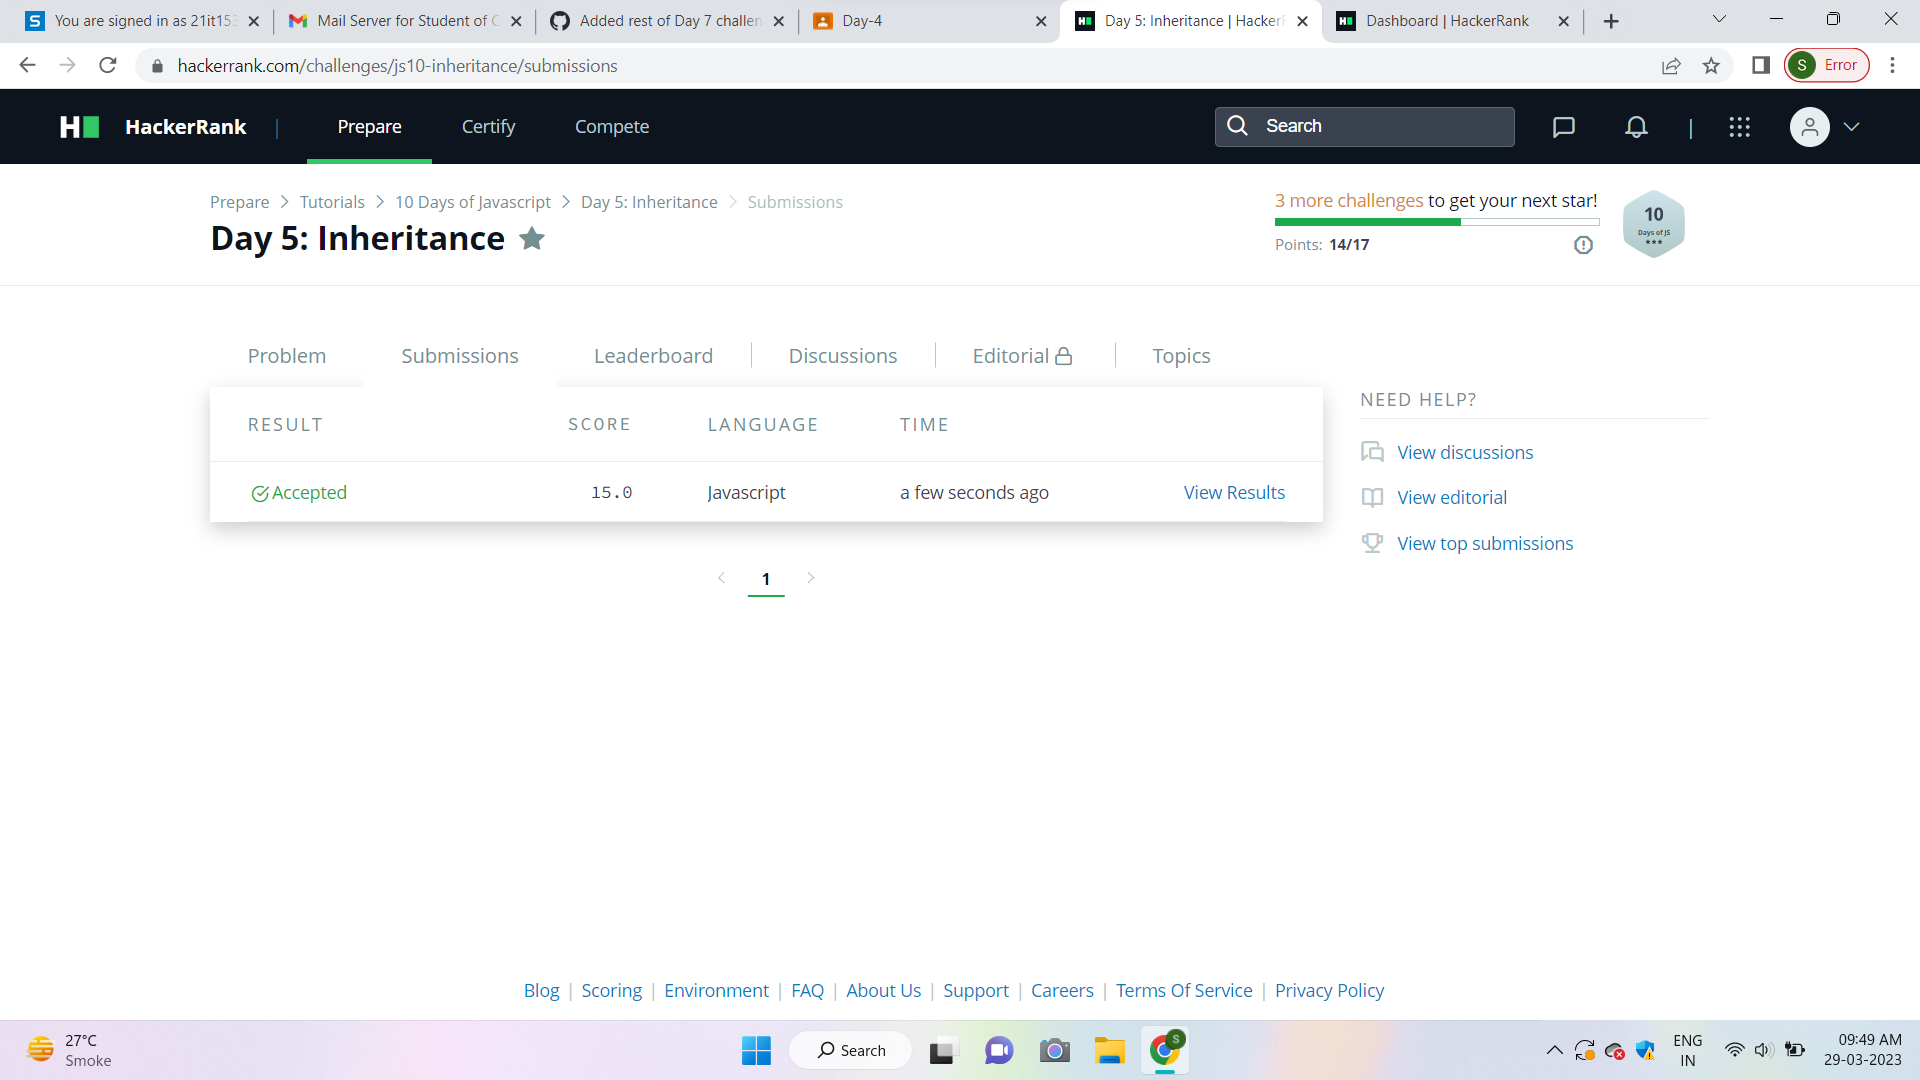 You are signed in as 21it153
Mail Server for Student of C
Added rest of Day 7 challen
Day-4
Day 5: Inheritance | HackerR
Dashboard | HackerRank
hackerrank.com/challenges/js10-inheritance/submissions
S Error
HackerRank | Prepare Certify Compete
Search
Prepare > Tutorials > 10 Days of Javascript > Day 5: Inheritance > Submissions
3 more challenges to get your next star!
Day 5: Inheritance
Points: 14/17
10
Days of JS
***
Problem Submissions Leaderboard Discussions Editorial Topics
RESULT SCORE LANGUAGE TIME
Accepted 15.0 Javascript a few seconds ago View Results
1
NEED HELP?
View discussions
View editorial
View top submissions
Blog | Scoring | Environment | FAQ | About Us | Support | Careers | Terms Of Service | Privacy Policy
27°C
Smoke
Search
S
ENG
IN
09:49 AM
29-03-2023